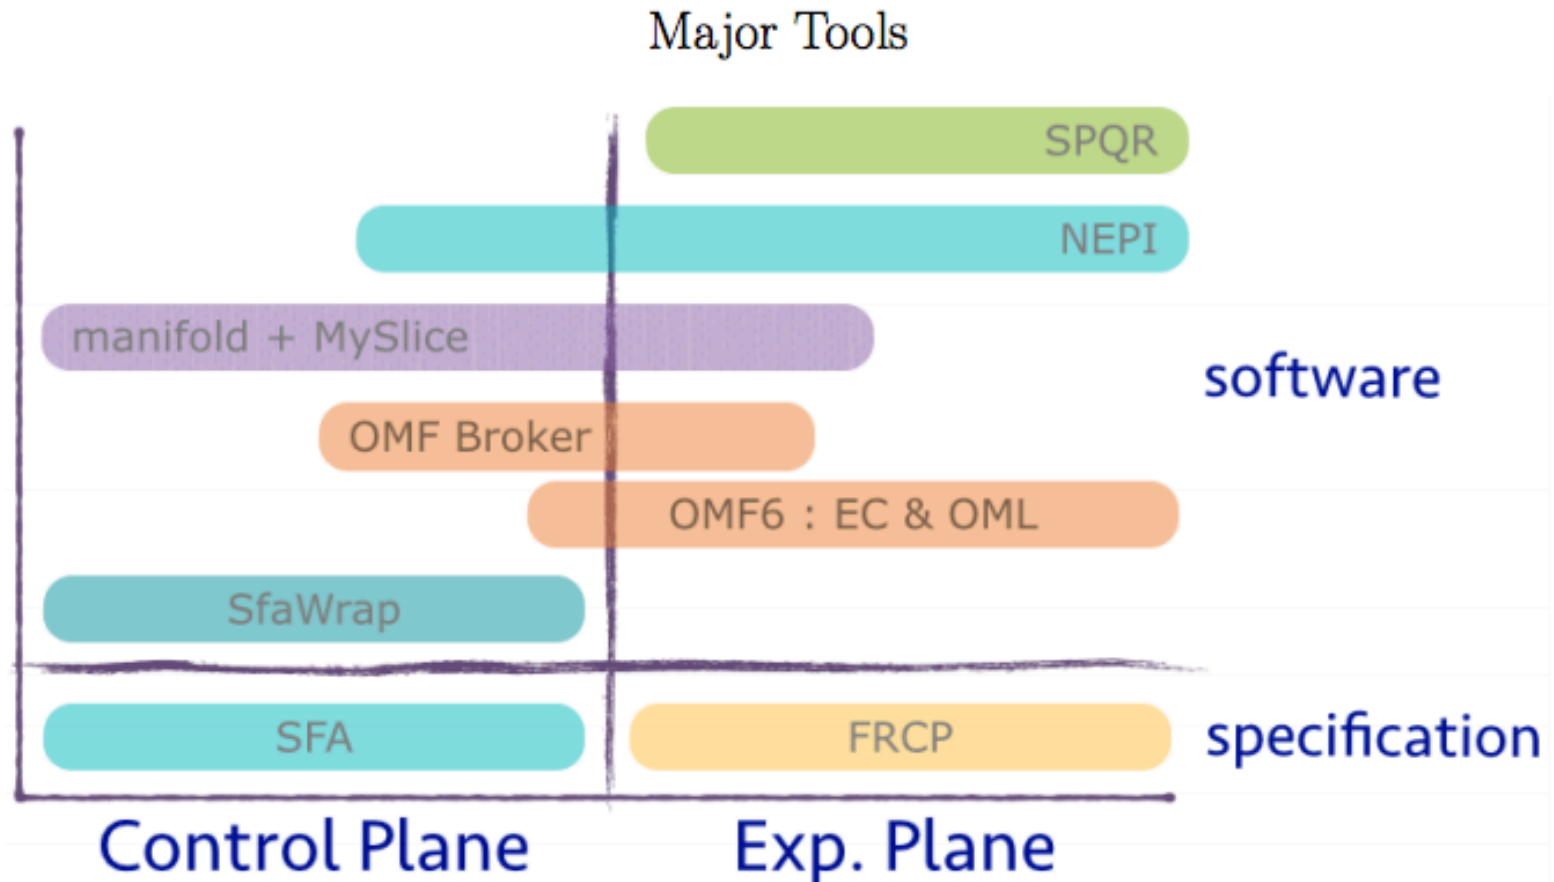 Major Tools
SPQR
NEPI
manifold + MySlice
software
OMF Broker
OMF6 : EC & OML
SfaWrap
SFA
FRCP
specification
Control Plane
Exp. Plane